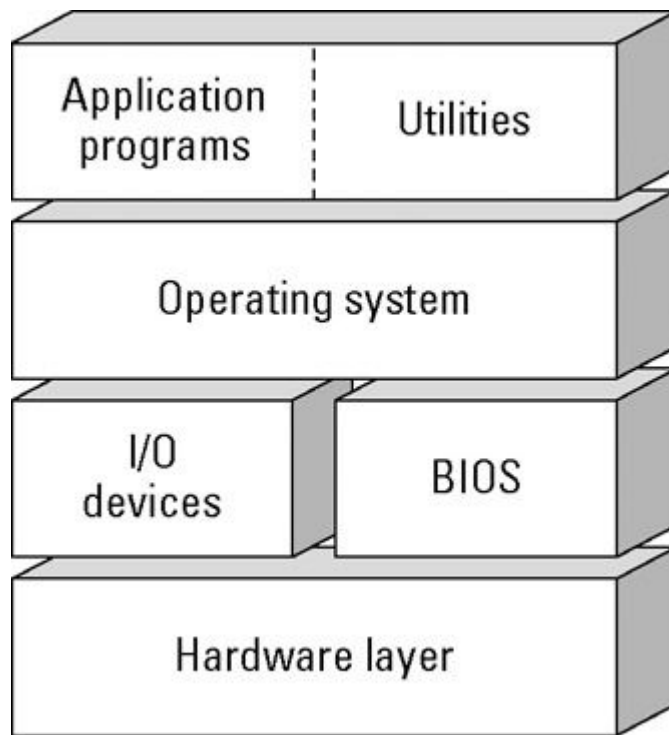 Application
programs
Utilities
Operating system
I/O
devices
BIOS
Hardware layer